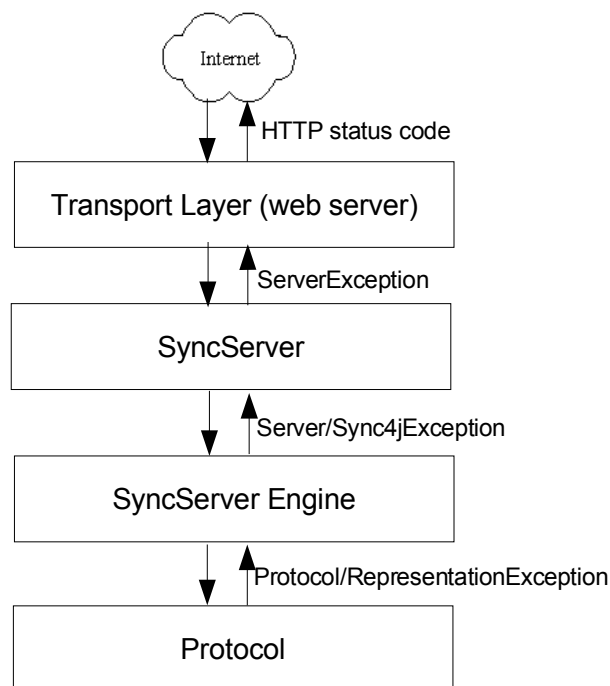 Internet
HTTP status code
Transport Layer (web server)
ServerException
SyncServer
Server/Sync4jException
SyncServer Engine
Protocol/RepresentationException
Protocol